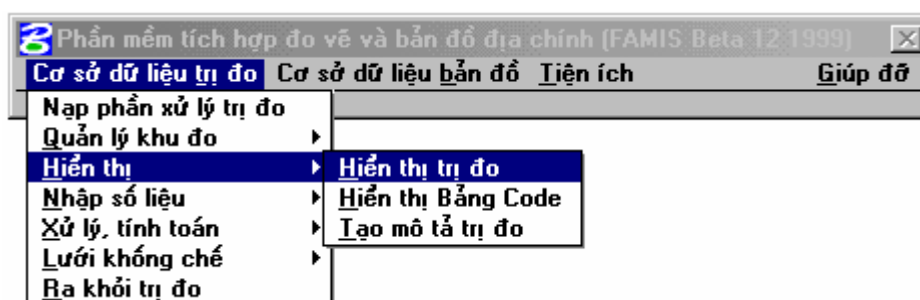 Phần mềm tích hợp đo vẽ và bản đồ địa chính (FAMIS Beta 12 1999)
Cơ sở dữ liệu trị đo Cơ sở dữ liệu bản đồ Tiện ích Giúp đỡ
Nạp phần xử lý trị đo
Quản lý khu đo
Hiển thị
Nhập số liệu
Xử lý, tính toán
Lưới khống chế
Ra khỏi trị đo
Hiển thị trị đo
Hiển thị Bảng Code
Tạo mô tả trị đo